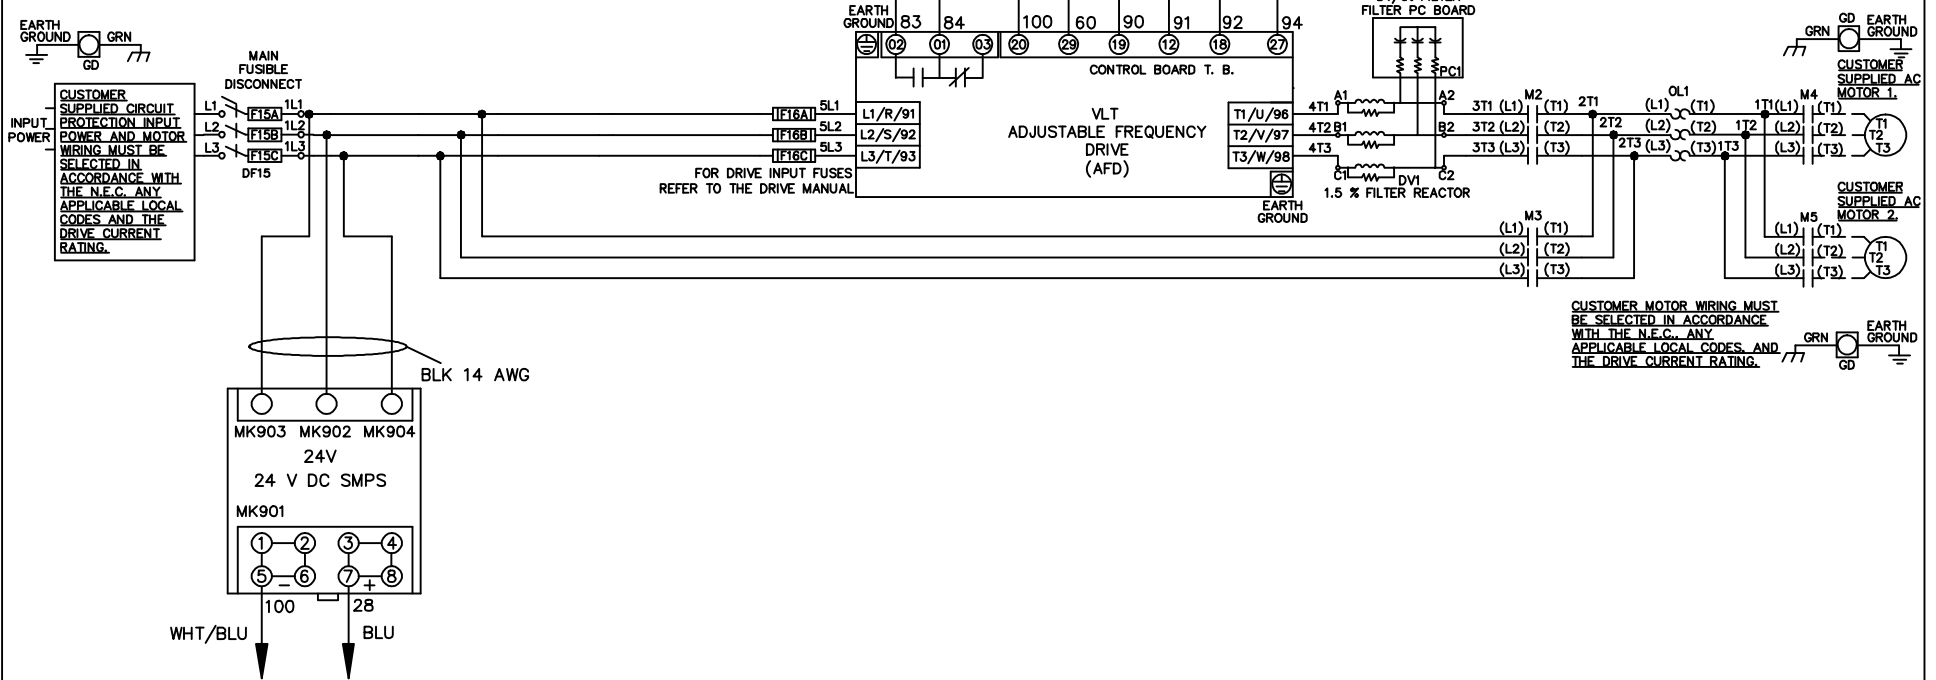 EARTH
GROUND
GRN
GD
INPUT
POWER
CUSTOMER
SUPPLIED CIRCUIT
PROTECTION INPUT
POWER AND MOTOR
WIRING MUST BE
SELECTED IN
ACCORDANCE WITH
THE N.E.C. ANY
APPLICABLE LOCAL
CODES AND THE
DRIVE CURRENT
RATING.
MAIN
FUSIBLE
DISCONNECT
L1 F15A 1L1
L2 F15B 1L2
L3 F15C 1L3
DF15
F16A 5L1
F16B 5L2
F16C 5L3
FOR DRIVE INPUT FUSES
REFER TO THE DRIVE MANUAL
EARTH
GROUND
83 84 100 60 90 91 92 94
02 01 03 20 29 19 12 18 27
CONTROL BOARD T. B.
L1/R/91
L2/S/92
L3/T/93
VLT
ADJUSTABLE FREQUENCY
DRIVE
(AFD)
T1/U/96
T2/V/97
T3/W/98
EARTH
GROUND
FILTER PC BOARD
PC1
4T1 A1 A2
4T2 B1 B2
4T3 C1 C2
DV1
1.5 % FILTER REACTOR
M2
3T1 (L1) (T1) 2T1
3T2 (L2) (T2) 2T2
3T3 (L3) (T3) 2T3
OL1
(L1) (T1) 1T1
(L2) (T2) 1T2
(L3) (T3) 1T3
M4
(L1) (T1)
(L2) (T2)
(L3) (T3)
T1
T2
T3
GD
EARTH
GROUND
GRN
CUSTOMER
SUPPLIED AC
MOTOR 1.
M3
(L1) (T1)
(L2) (T2)
(L3) (T3)
CUSTOMER
SUPPLIED AC
MOTOR 2.
M5
(L1) (T1)
(L2) (T2)
(L3) (T3)
T1
T2
T3
CUSTOMER MOTOR WIRING MUST
BE SELECTED IN ACCORDANCE
WITH THE N.E.C., ANY
APPLICABLE LOCAL CODES, AND
THE DRIVE CURRENT RATING.
GRN
GD
EARTH
GROUND
BLK 14 AWG
MK903 MK902 MK904
24V
24 V DC SMPS
MK901
1 2 3 4
5 6 7 8
− +
100 28
WHT/BLU BLU